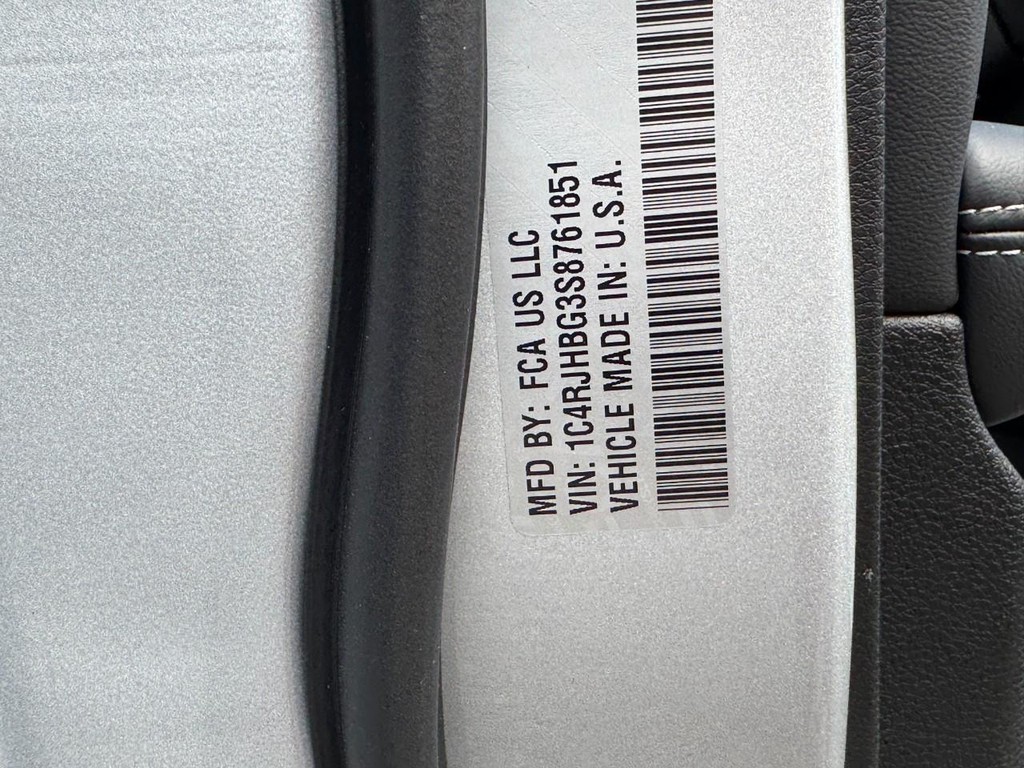 MFD BY: FCA US LLC
VIN: 1C4RJHBG3S8761851
VEHICLE MADE IN: U.S.A.